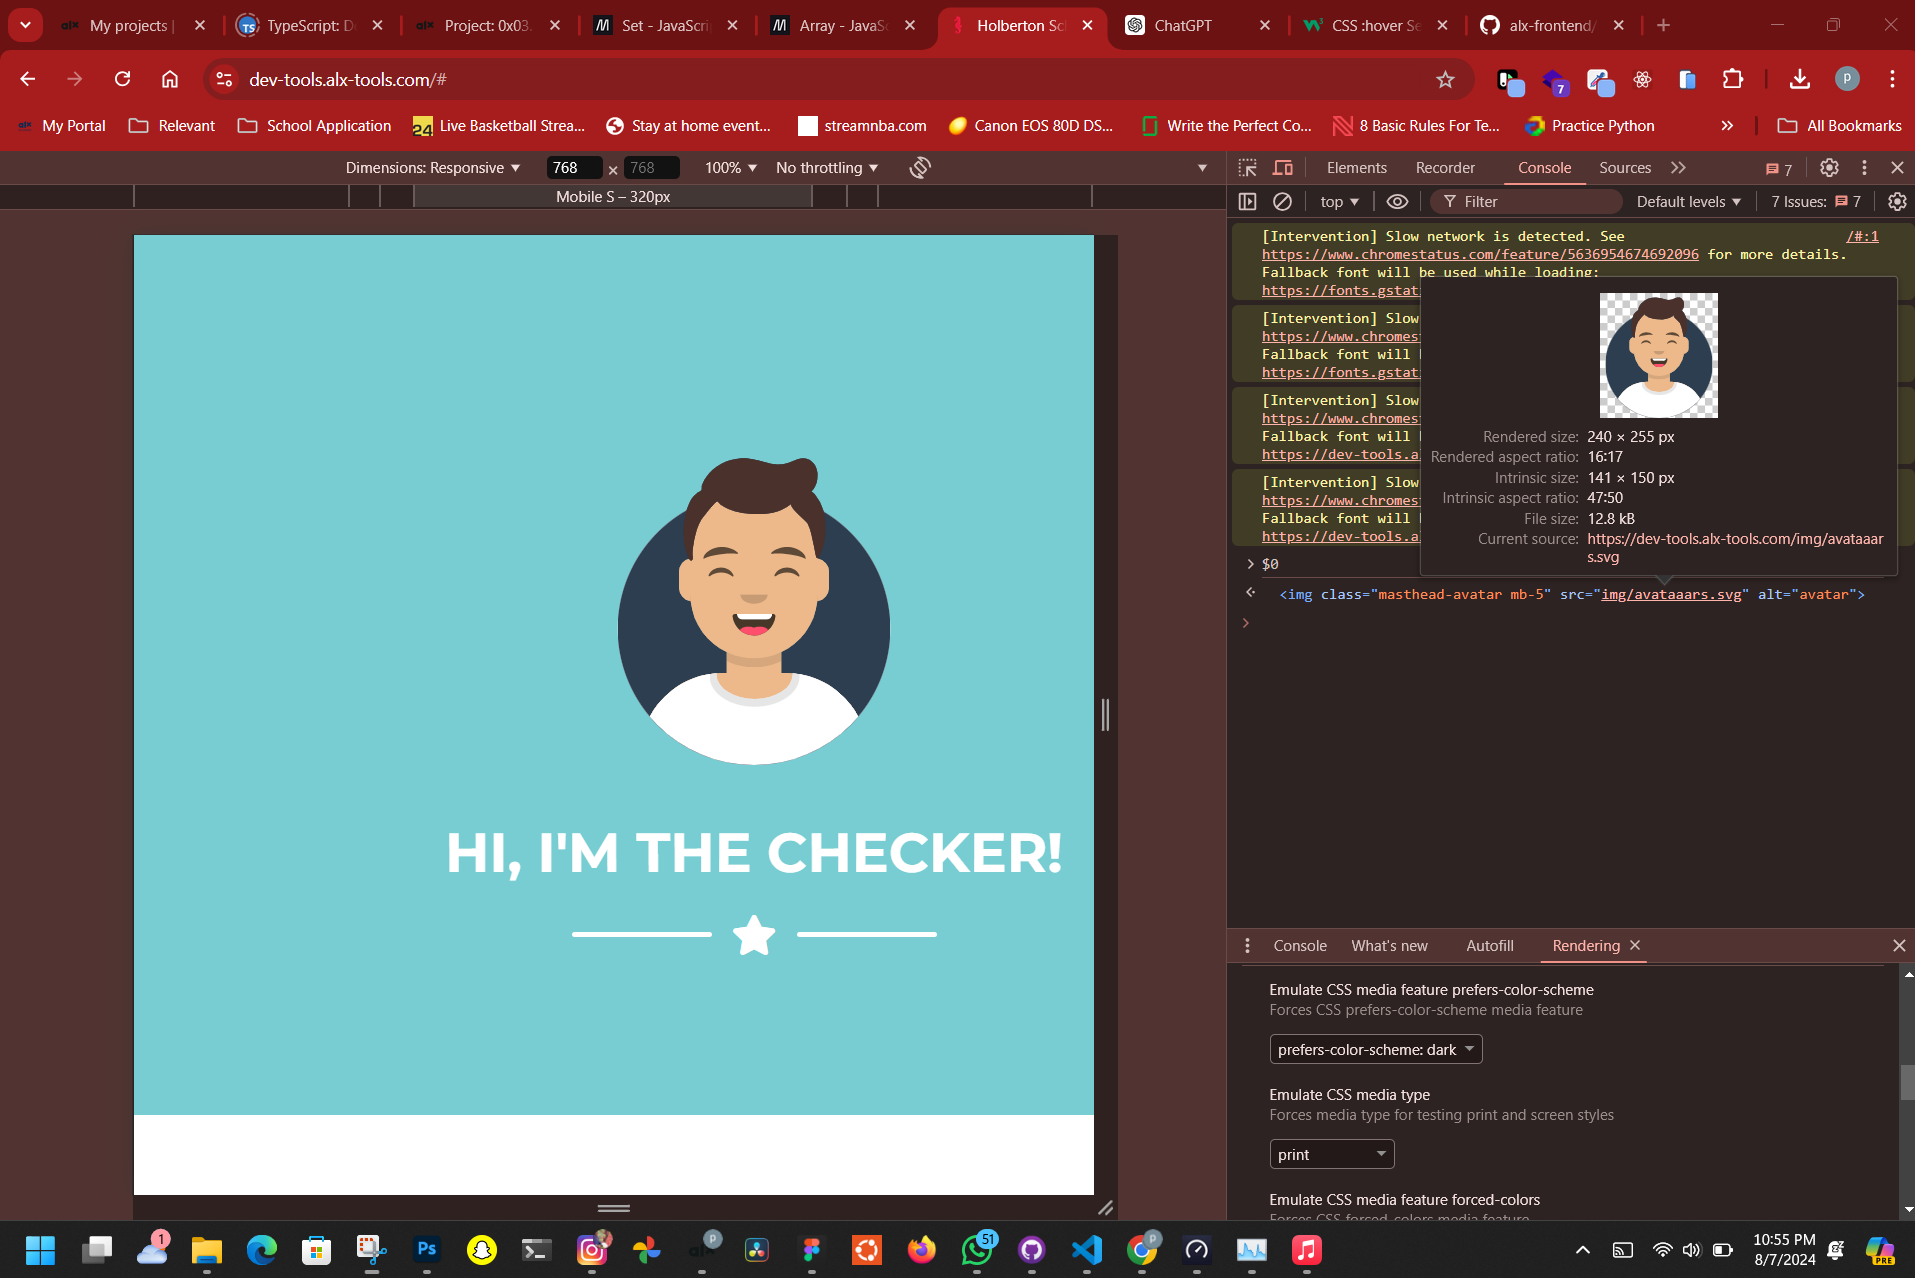 My projects |
TypeScript: D
Project: 0x03.
Set - JavaScri
Array - JavaS
Holberton Sc
ChatGPT
CSS :hover Se
alx-frontend/
dev-tools.alx-tools.com/#
7
P
My Portal
Relevant
School Application
Live Basketball Strea...
Stay at home event...
streamnba.com
Canon EOS 80D DS...
Write the Perfect Co...
8 Basic Rules For Te...
Practice Python
All Bookmarks
Dimensions: Responsive
768
×
768
100%
No throttling
Elements
Recorder
Console
Sources
7
Mobile S – 320px
top
Filter
Default levels
7 Issues:
7
[Intervention] Slow network is detected. See
/#:1
https://www.chromestatus.com/feature/5636954674692096 for more details.
Fallback font will be used while loading:
https://fonts.gstat
[Intervention] Slow
https://www.chromes
Fallback font will
https://fonts.gstat
[Intervention] Slow
https://www.chromes
Fallback font will
https://dev-tools.a
[Intervention] Slow
https://www.chromes
Fallback font will
https://dev-tools.a
Rendered size: 240 × 255 px
Rendered aspect ratio: 16:17
Intrinsic size: 141 × 150 px
Intrinsic aspect ratio: 47:50
File size: 12.8 kB
Current source: https://dev-tools.alx-tools.com/img/avataaar
s.svg
$0
<img class="masthead-avatar mb-5" src="img/avataaars.svg" alt="avatar">
HI, I'M THE CHECKER!
Console
What's new
Autofill
Rendering
Emulate CSS media feature prefers-color-scheme
Forces CSS prefers-color-scheme media feature
prefers-color-scheme: dark
Emulate CSS media type
Forces media type for testing print and screen styles
print
Emulate CSS media feature forced-colors
Forces CSS forced-colors media feature
1
Ps
P
51
P
10:55 PM
8/7/2024
PRE